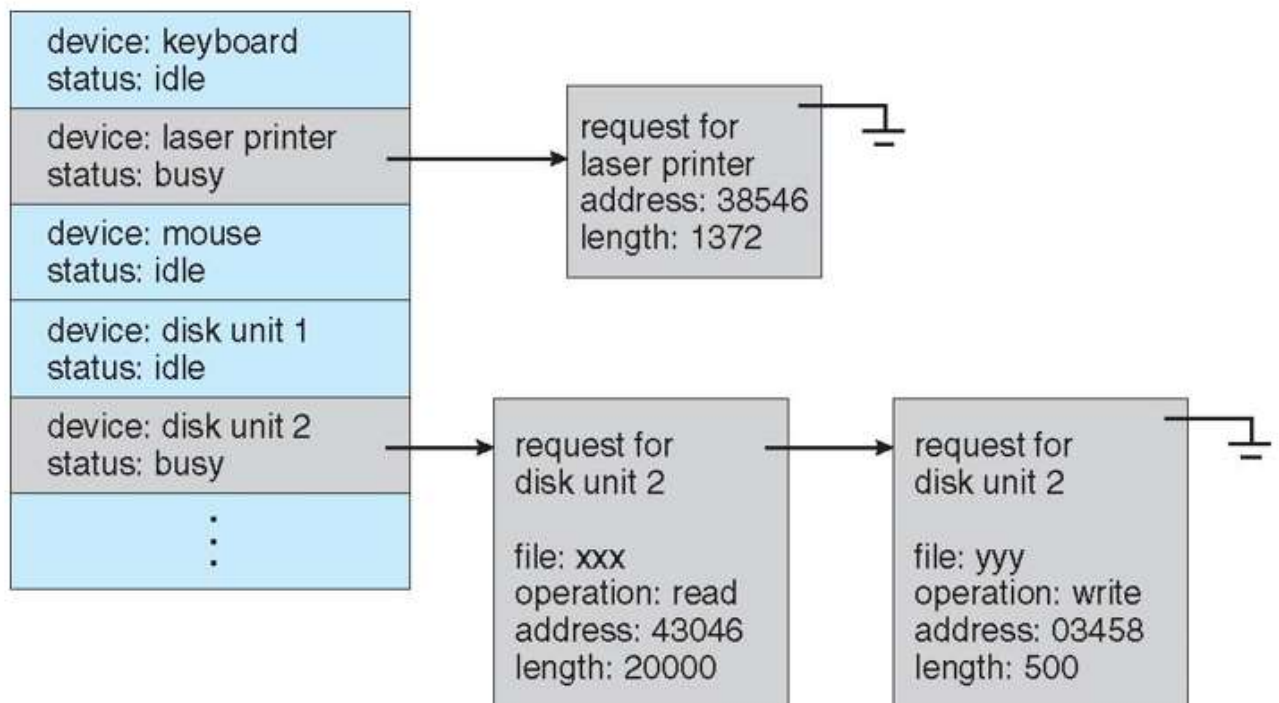 device: keyboard
status: idle
device: laser printer
status: busy
device: mouse
status: idle
device: disk unit 1
status: idle
device: disk unit 2
status: busy
request for
laser printer
address: 38546
length: 1372
request for
disk unit 2
file: xxx
operation: read
address: 43046
length: 20000
request for
disk unit 2
file: yyy
operation: write
address: 03458
length: 500